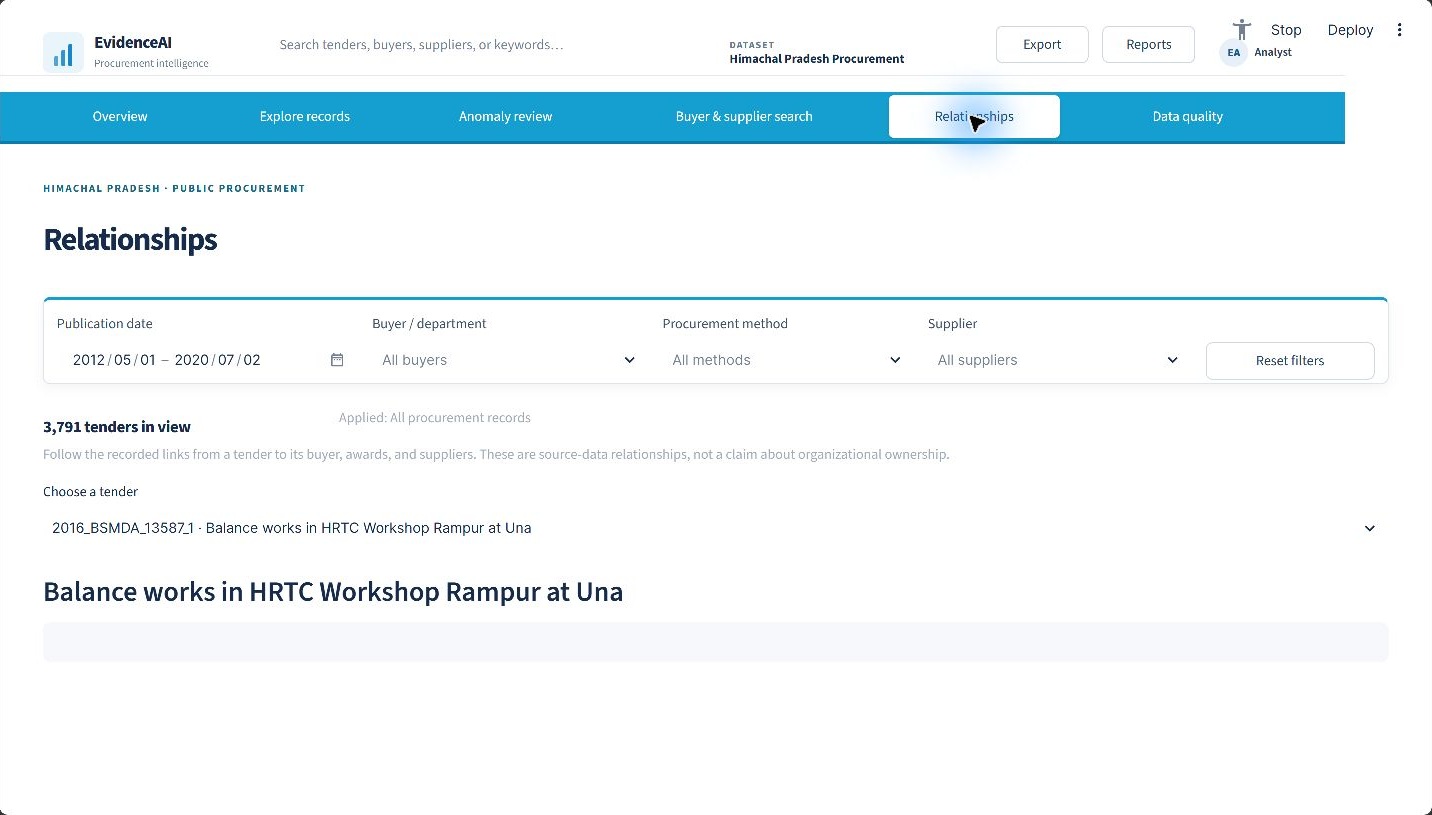 EvidenceAI
Procurement intelligence
Search tenders, buyers, suppliers, or keywords…
DATASET
Himachal Pradesh Procurement
Export
Reports
Stop
Deploy
EA
Analyst
Overview
Explore records
Anomaly review
Buyer & supplier search
Relationships
Data quality
HIMACHAL PRADESH · PUBLIC PROCUREMENT
Relationships
Publication date
Buyer / department
Procurement method
Supplier
2012 / 05 / 01 – 2020 / 07 / 02
All buyers
All methods
All suppliers
Reset filters
3,791 tenders in view
Applied: All procurement records
Follow the recorded links from a tender to its buyer, awards, and suppliers. These are source-data relationships, not a claim about organizational ownership.
Choose a tender
2016_BSMDA_13587_1 · Balance works in HRTC Workshop Rampur at Una
Balance works in HRTC Workshop Rampur at Una